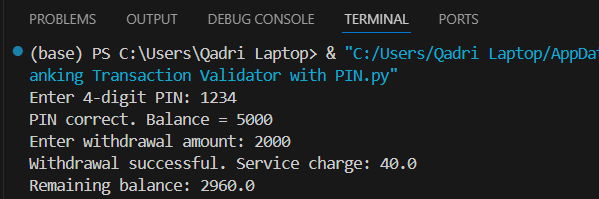 PROBLEMS OUTPUT DEBUG CONSOLE TERMINAL PORTS
(base) PS C:\Users\Qadri Laptop> & "C:/Users/Qadri Laptop/AppDat
anking Transaction Validator with PIN.py"
Enter 4-digit PIN: 1234
PIN correct. Balance = 5000
Enter withdrawal amount: 2000
Withdrawal successful. Service charge: 40.0
Remaining balance: 2960.0